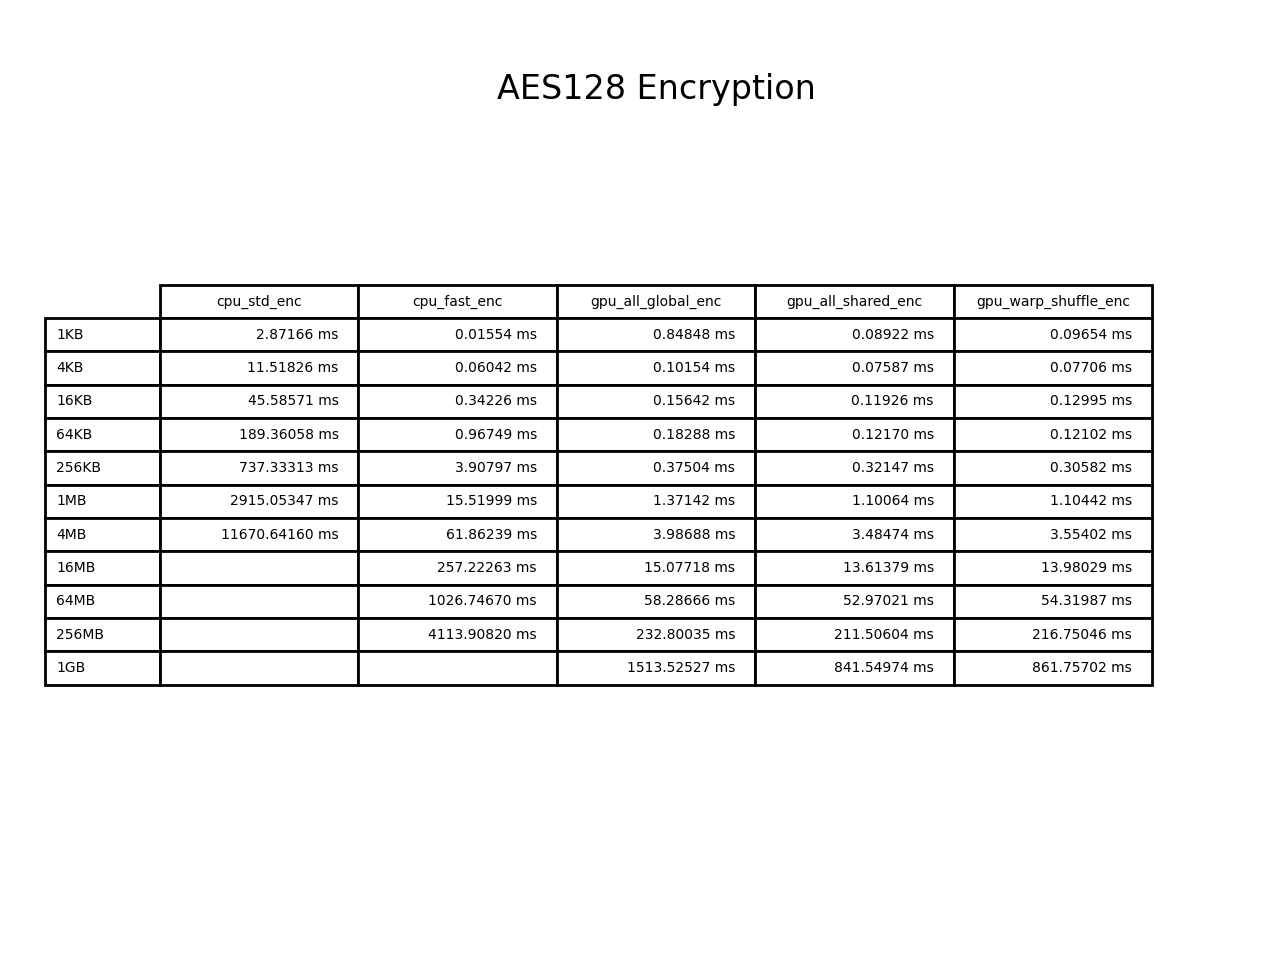 AES128 Encryption
cpu_std_enc cpu_fast_enc gpu_all_global_enc gpu_all_shared_enc gpu_warp_shuffle_enc
1KB 2.87166 ms 0.01554 ms 0.84848 ms 0.08922 ms 0.09654 ms
4KB 11.51826 ms 0.06042 ms 0.10154 ms 0.07587 ms 0.07706 ms
16KB 45.58571 ms 0.34226 ms 0.15642 ms 0.11926 ms 0.12995 ms
64KB 189.36058 ms 0.96749 ms 0.18288 ms 0.12170 ms 0.12102 ms
256KB 737.33313 ms 3.90797 ms 0.37504 ms 0.32147 ms 0.30582 ms
1MB 2915.05347 ms 15.51999 ms 1.37142 ms 1.10064 ms 1.10442 ms
4MB 11670.64160 ms 61.86239 ms 3.98688 ms 3.48474 ms 3.55402 ms
16MB 257.22263 ms 15.07718 ms 13.61379 ms 13.98029 ms
64MB 1026.74670 ms 58.28666 ms 52.97021 ms 54.31987 ms
256MB 4113.90820 ms 232.80035 ms 211.50604 ms 216.75046 ms
1GB 1513.52527 ms 841.54974 ms 861.75702 ms